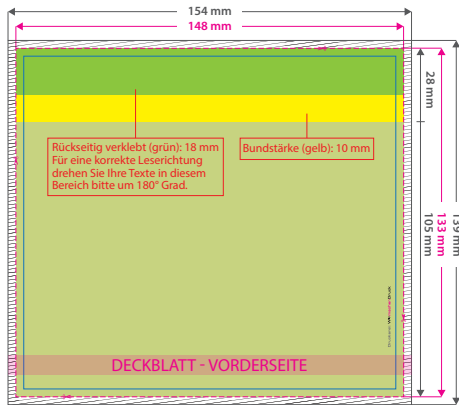 154 mm
148 mm
28 mm
Rückseitig verklebt (grün): 18 mm
Für eine korrekte Leserichtung
drehen Sie Ihre Texte in diesem
Bereich bitte um 180° Grad.
Bundstärke (gelb): 10 mm
105 mm
133 mm
139 mm
DECKBLATT - VORDERSEITE